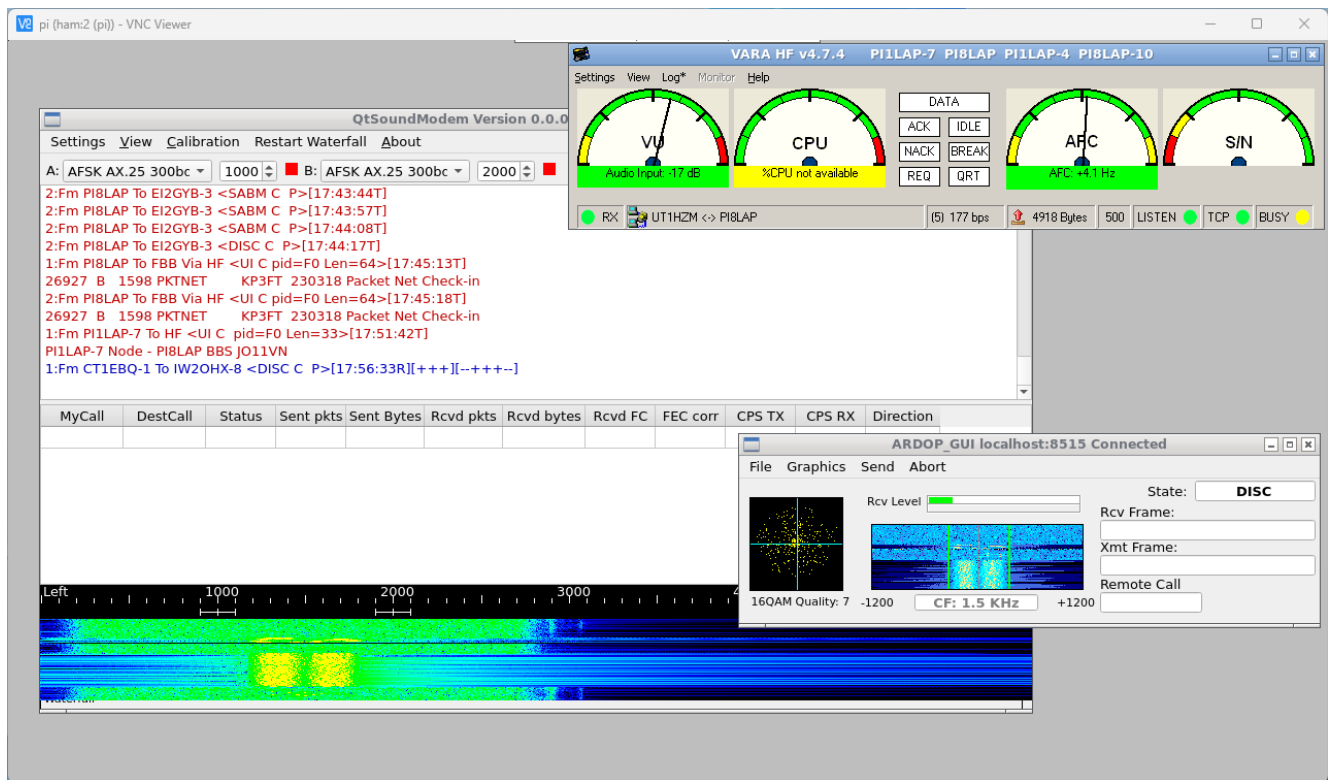 pi (ham:2 (pi)) - VNC Viewer
VARA HF v4.7.4 PI1LAP-7 PI8LAP PI1LAP-4 PI8LAP-10
Settings View Log* Monitor Help
VU
Audio Input: -17 dB
CPU
%CPU not available
DATA
ACK IDLE
NACK BREAK
REQ QRT
AFC
AFC: +4.1 Hz
S/N
RX UT1HZM <-> PI8LAP (5) 177 bps 4918 Bytes 500 LISTEN TCP BUSY
QtSoundModem Version 0.0.0
Settings View Calibration Restart Waterfall About
A: AFSK AX.25 300bc 1000 B: AFSK AX.25 300bc 2000
2:Fm PI8LAP To EI2GYB-3 <SABM C P>[17:43:44T]
2:Fm PI8LAP To EI2GYB-3 <SABM C P>[17:43:57T]
2:Fm PI8LAP To EI2GYB-3 <SABM C P>[17:44:08T]
2:Fm PI8LAP To EI2GYB-3 <DISC C P>[17:44:17T]
1:Fm PI8LAP To FBB Via HF <UI C pid=F0 Len=64>[17:45:13T]
26927 B 1598 PKTNET KP3FT 230318 Packet Net Check-in
2:Fm PI8LAP To FBB Via HF <UI C pid=F0 Len=64>[17:45:18T]
26927 B 1598 PKTNET KP3FT 230318 Packet Net Check-in
1:Fm PI1LAP-7 To HF <UI C pid=F0 Len=33>[17:51:42T]
PI1LAP-7 Node - PI8LAP BBS JO11VN
1:Fm CT1EBQ-1 To IW2OHX-8 <DISC C P>[17:56:33R][+++][--+++--]
MyCall DestCall Status Sent pkts Sent Bytes Rcvd pkts Rcvd bytes Rcvd FC FEC corr CPS TX CPS RX Direction
ARDOP_GUI localhost:8515 Connected
File Graphics Send Abort
Rcv Level
State: DISC
Rcv Frame:
Xmt Frame:
Remote Call
16QAM Quality: 7 -1200 CF: 1.5 KHz +1200
Left 1000 2000 3000